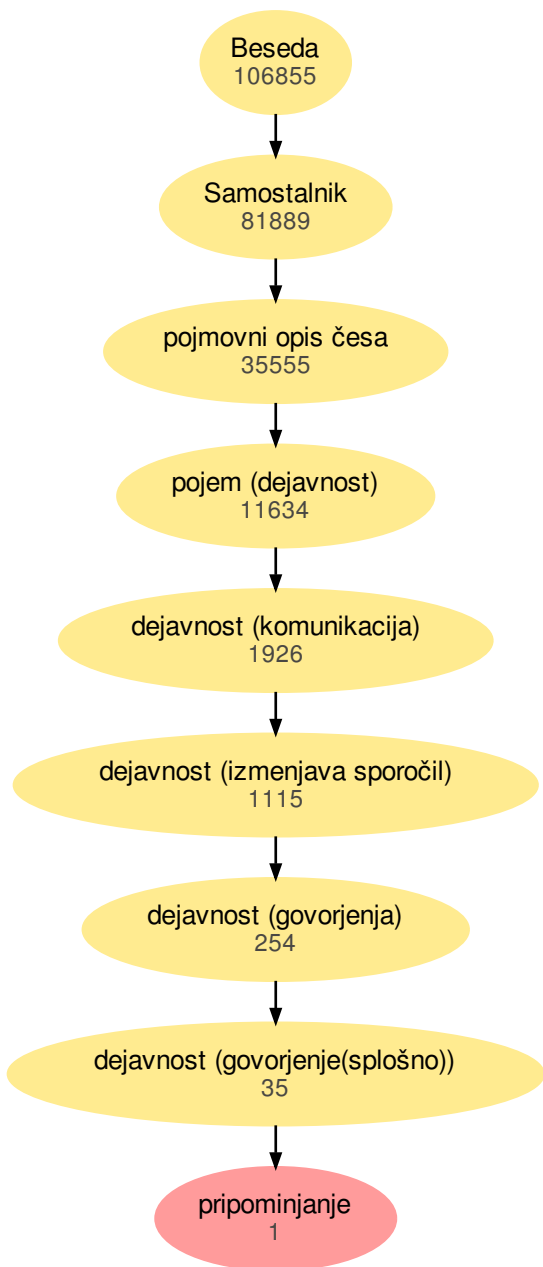 Beseda
106855
Samostalnik
81889
pojmovni opis česa
35555
pojem (dejavnost)
11634
dejavnost (komunikacija)
1926
dejavnost (izmenjava sporočil)
1115
dejavnost (govorjenja)
254
dejavnost (govorjenje(splošno))
35
pripominjanje
1